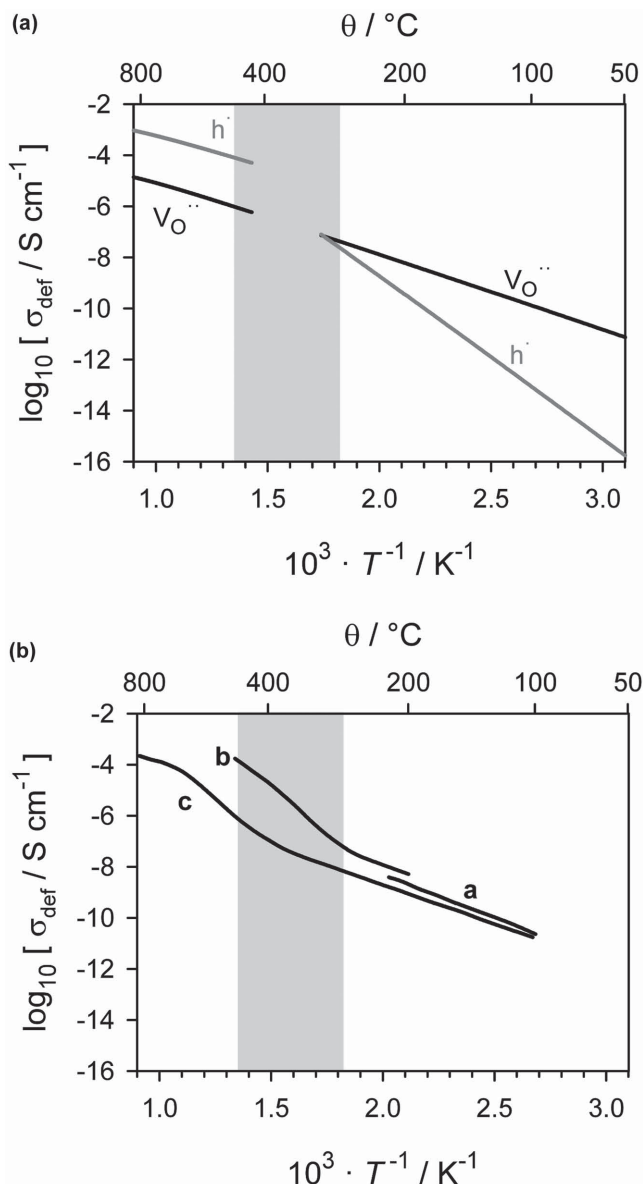 (a)
θ / °C
800 400 200 100 50
-2
-4
-6
-8
-10
-12
-14
-16
log₁₀ [ σdef / S cm⁻¹ ]
h˙
V_O¨
V_O¨
h˙
1.0 1.5 2.0 2.5 3.0
10³ · T⁻¹ / K⁻¹
(b)
θ / °C
800 400 200 100 50
-2
-4
-6
-8
-10
-12
-14
-16
log₁₀ [ σdef / S cm⁻¹ ]
b
c
a
1.0 1.5 2.0 2.5 3.0
10³ · T⁻¹ / K⁻¹